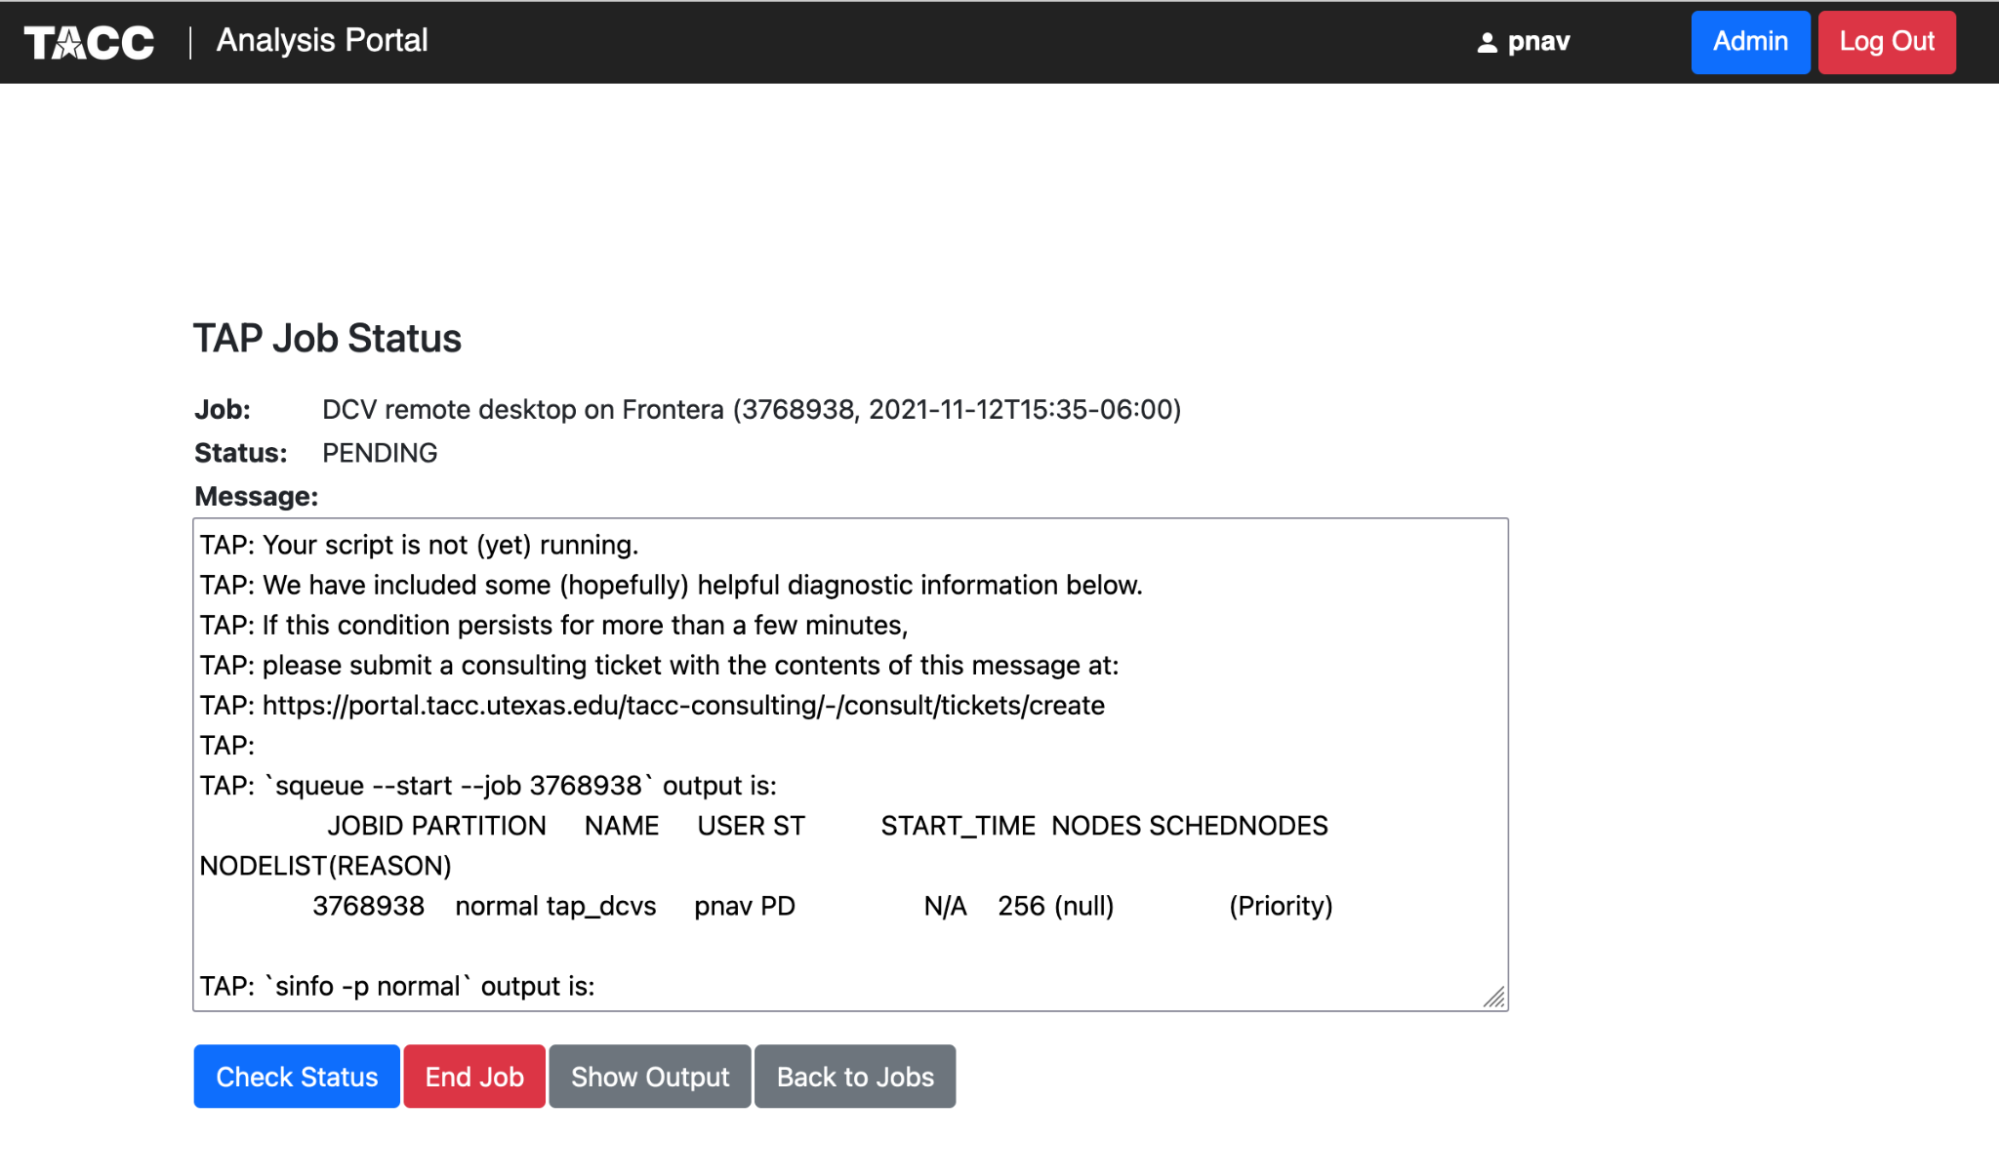 TACC | Analysis Portal pnav Admin Log Out
TAP Job Status
Job: DCV remote desktop on Frontera (3768938, 2021-11-12T15:35-06:00)
Status: PENDING
Message:
TAP: Your script is not (yet) running.
TAP: We have included some (hopefully) helpful diagnostic information below.
TAP: If this condition persists for more than a few minutes,
TAP: please submit a consulting ticket with the contents of this message at:
TAP: https://portal.tacc.utexas.edu/tacc-consulting/-/consult/tickets/create
TAP:
TAP: `squeue --start --job 3768938` output is:
JOBID PARTITION NAME USER ST START_TIME NODES SCHEDNODES
NODELIST(REASON)
3768938 normal tap_dcvs pnav PD N/A 256 (null) (Priority)
TAP: `sinfo -p normal` output is:
Check Status End Job Show Output Back to Jobs